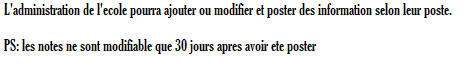 L'administration de l'ecole pourra ajouter ou modifier et poster des information selon leur poste.
PS: les notes ne sont modifiable que 30 jours apres avoir ete poster